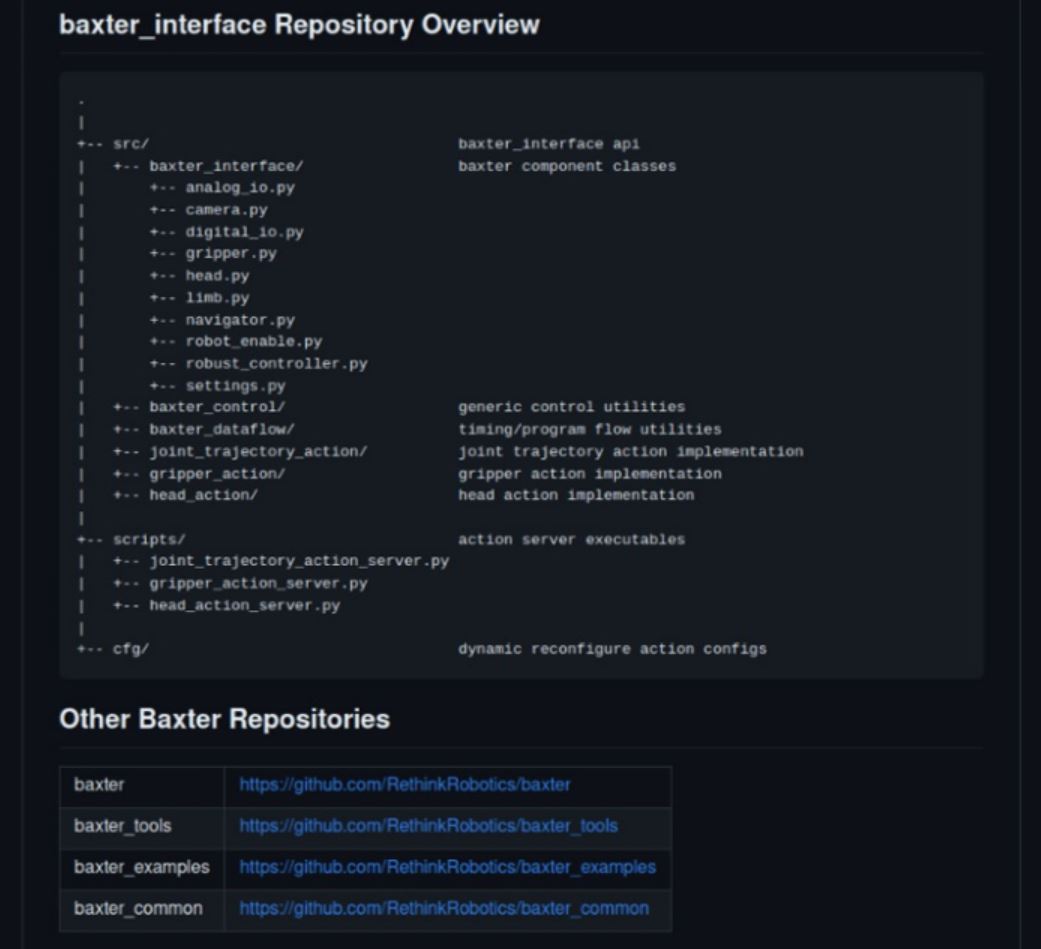 baxter_interface Repository Overview
.
|
+-- src/                                  baxter_interface api
|   +-- baxter_interface/                 baxter component classes
|       +-- analog_io.py
|       +-- camera.py
|       +-- digital_io.py
|       +-- gripper.py
|       +-- head.py
|       +-- limb.py
|       +-- navigator.py
|       +-- robot_enable.py
|       +-- robust_controller.py
|       +-- settings.py
|   +-- baxter_control/                   generic control utilities
|   +-- baxter_dataflow/                  timing/program flow utilities
|   +-- joint_trajectory_action/          joint trajectory action implementation
|   +-- gripper_action/                   gripper action implementation
|   +-- head_action/                      head action implementation
|
+-- scripts/                              action server executables
|   +-- joint_trajectory_action_server.py
|   +-- gripper_action_server.py
|   +-- head_action_server.py
|
+-- cfg/                                  dynamic reconfigure action configs
Other Baxter Repositories
baxter https://github.com/RethinkRobotics/baxter
baxter_tools https://github.com/RethinkRobotics/baxter_tools
baxter_examples https://github.com/RethinkRobotics/baxter_examples
baxter_common https://github.com/RethinkRobotics/baxter_common